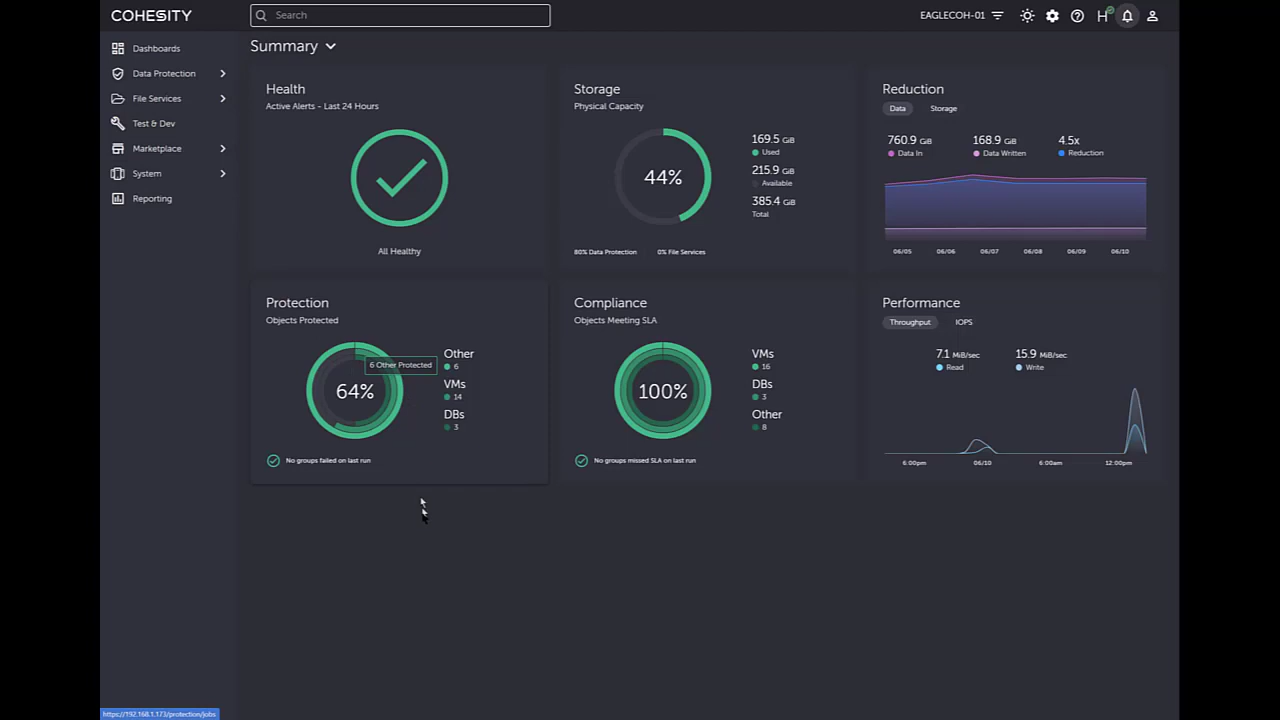 COHESITY
Search
EAGLECOH-01
H
Dashboards
Data Protection
File Services
Test & Dev
Marketplace
System
Reporting
Summary
Health
Active Alerts - Last 24 Hours
All Healthy
Storage
Physical Capacity
44%
169.5 GiB
Used
215.9 GiB
Available
385.4 GiB
Total
80% Data Protection 0% File Services
Reduction
Data Storage
760.9 GiB 168.9 GiB 4.5x
Data In Data Written Reduction
06/05 06/06 06/07 06/08 06/09 06/10
Protection
Objects Protected
6 Other Protected
64%
Other
6
VMs
14
DBs
3
No groups failed on last run
Compliance
Objects Meeting SLA
100%
VMs
16
DBs
3
Other
8
No groups missed SLA on last run
Performance
Throughput IOPS
7.1 MiB/sec 15.9 MiB/sec
Read Write
6:00pm 06/10 6:00am 12:00pm
https://192.168.1.173/protection/jobs